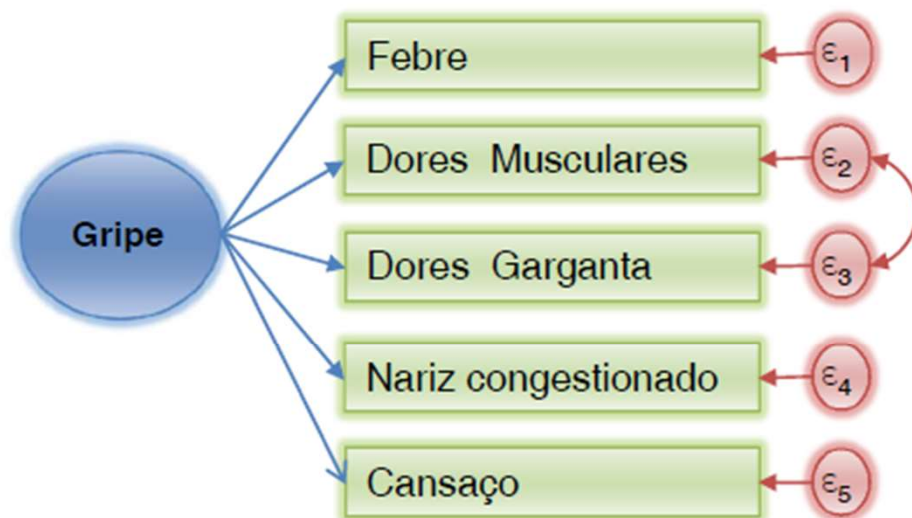 Febre
ε1
Dores Musculares
ε2
Gripe
Dores Garganta
ε3
Nariz congestionado
ε4
Cansaço
ε5